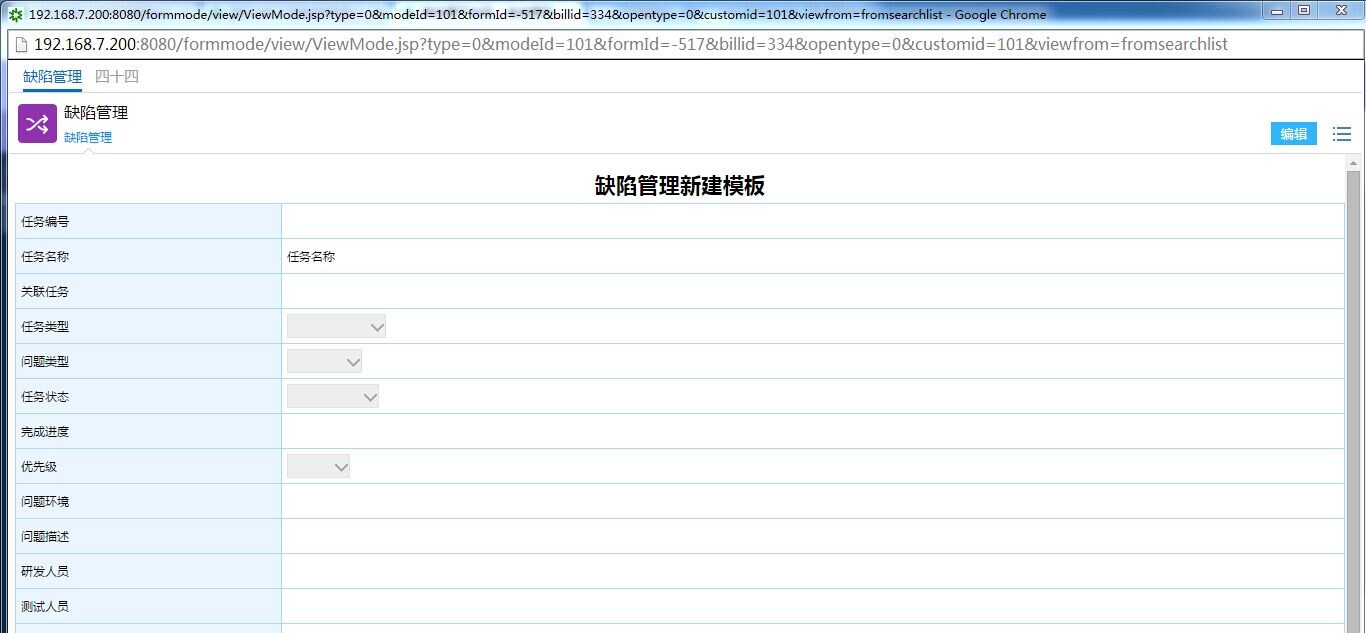 192.168.7.200:8080/formmode/view/ViewMode.jsp?type=0&modeId=101&formId=-517&billid=334&opentype=0&customid=101&viewfrom=fromsearchlist - Google Chrome
192.168.7.200:8080/formmode/view/ViewMode.jsp?type=0&modeId=101&formId=-517&billid=334&opentype=0&customid=101&viewfrom=fromsearchlist
缺陷管理 四十四
缺陷管理
缺陷管理
编辑
缺陷管理新建模板
任务编号
任务名称 任务名称
关联任务
任务类型
问题类型
任务状态
完成进度
优先级
问题环境
问题描述
研发人员
测试人员